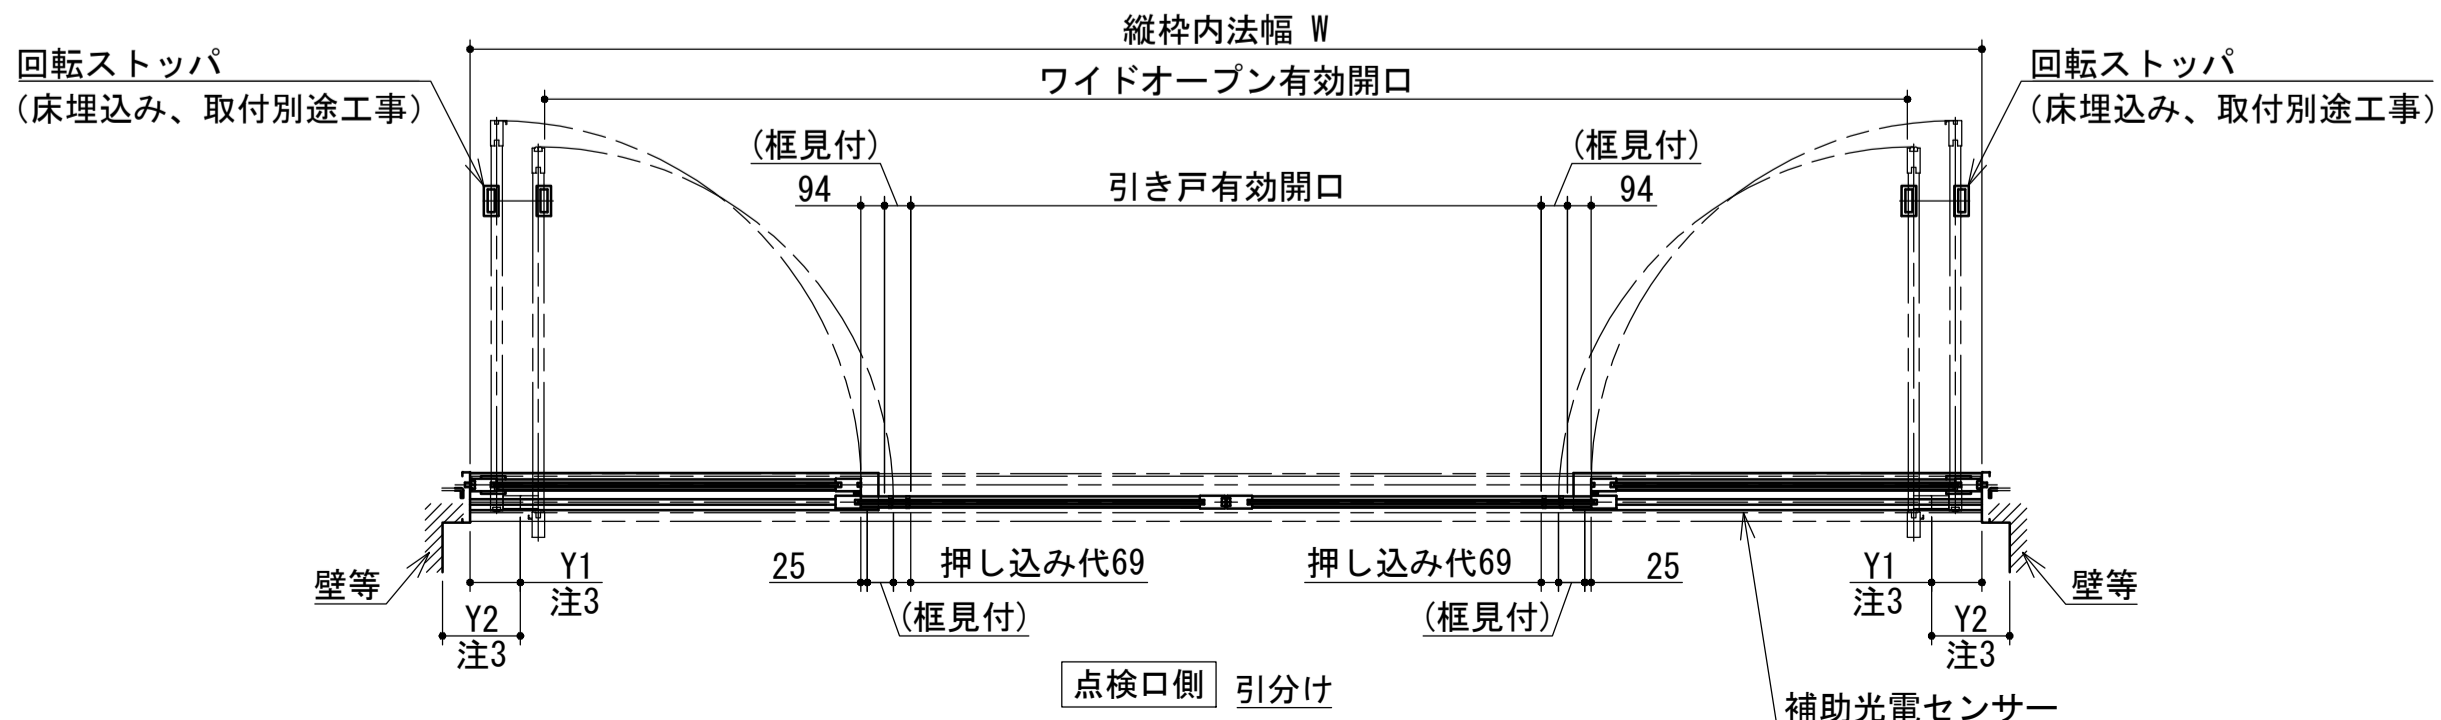 縦枠内法幅 W
回転ストッパ
(床埋込み、取付別途工事)
ワイドオープン有効開口
回転ストッパ
(床埋込み、取付別途工事)
(框見付)
(框見付)
94
引き戸有効開口
94
25
押し込み代69
押し込み代69
25
Y1
注3
Y1
注3
壁等
壁等
Y2
注3
(框見付)
(框見付)
Y2
注3
点検口側
引分け
補助光電センサー